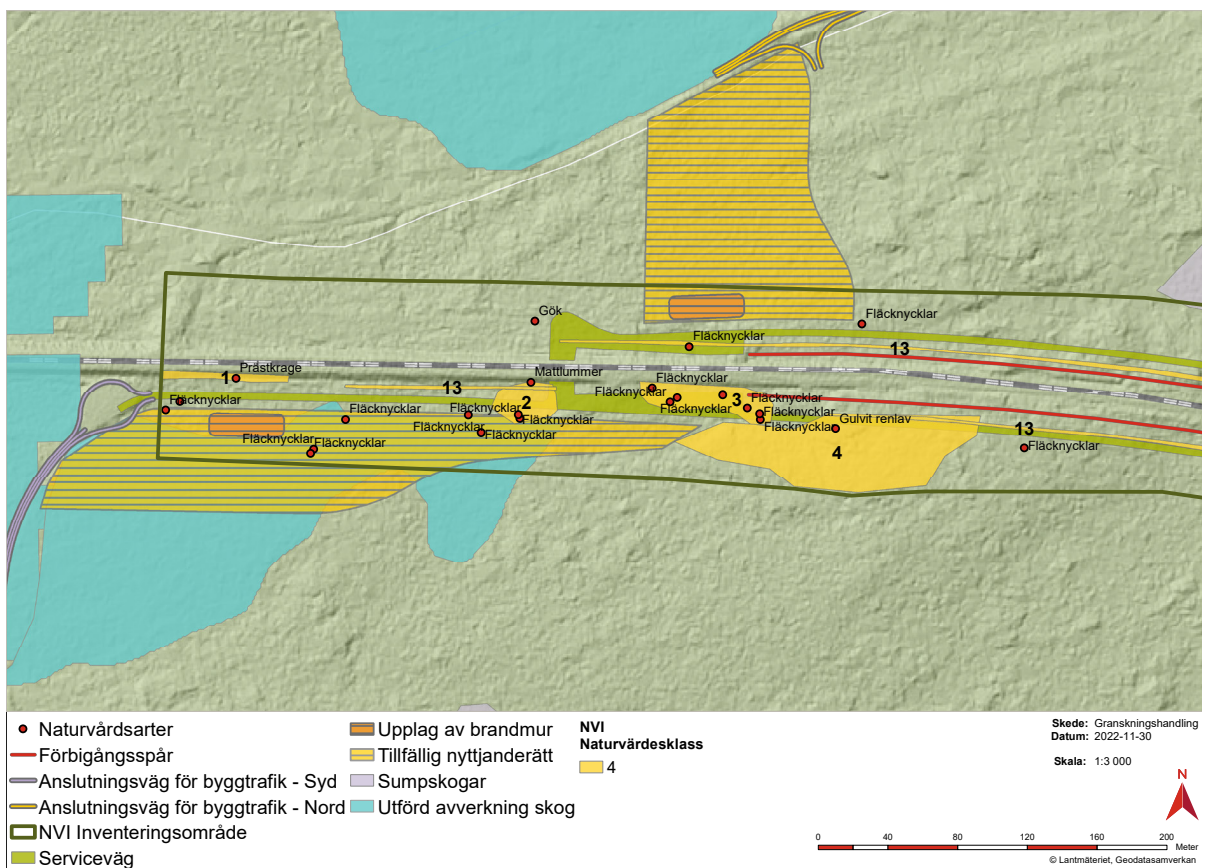 Gök
Fläcknycklar
Fläcknycklar
13
Prästkrage
1
Mattlummer
13
Fläcknycklar
Fläcknycklar
2
3
Fläcknycklar
Fläcknycklar
Fläcknycklar
Fläcknycklar
Fläcknycklar
Fläcknycklar
Fläcknycklar
Fläcknycklar
Gulvit renlav
Fläcknycklar
Fläcknycklar
Fläcknycklar
13
Fläcknycklar
Fläcknycklar
Fläcknycklar
4
Naturvårdsarter
Förbigångsspår
Anslutningsväg för byggtrafik - Syd
Anslutningsväg för byggtrafik - Nord
NVI Inventeringsområde
Serviceväg
Upplag av brandmur
Tillfällig nyttjanderätt
Sumpskogar
Utförd avverkning skog
NVI
Naturvärdesklass
4
Skede: Granskningshandling
Datum: 2022-11-30
Skala: 1:3 000
N
0 40 80 120 160 200
Meter
© Lantmäteriet, Geodatasamverkan